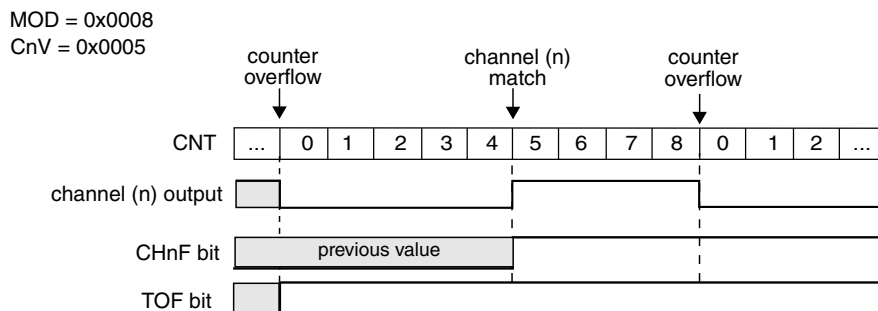 MOD = 0x0008
CnV = 0x0005
counter overflow
channel (n) match
counter overflow
CNT ... 0 1 2 3 4 5 6 7 8 0 1 2 ...
channel (n) output
CHnF bit previous value
TOF bit